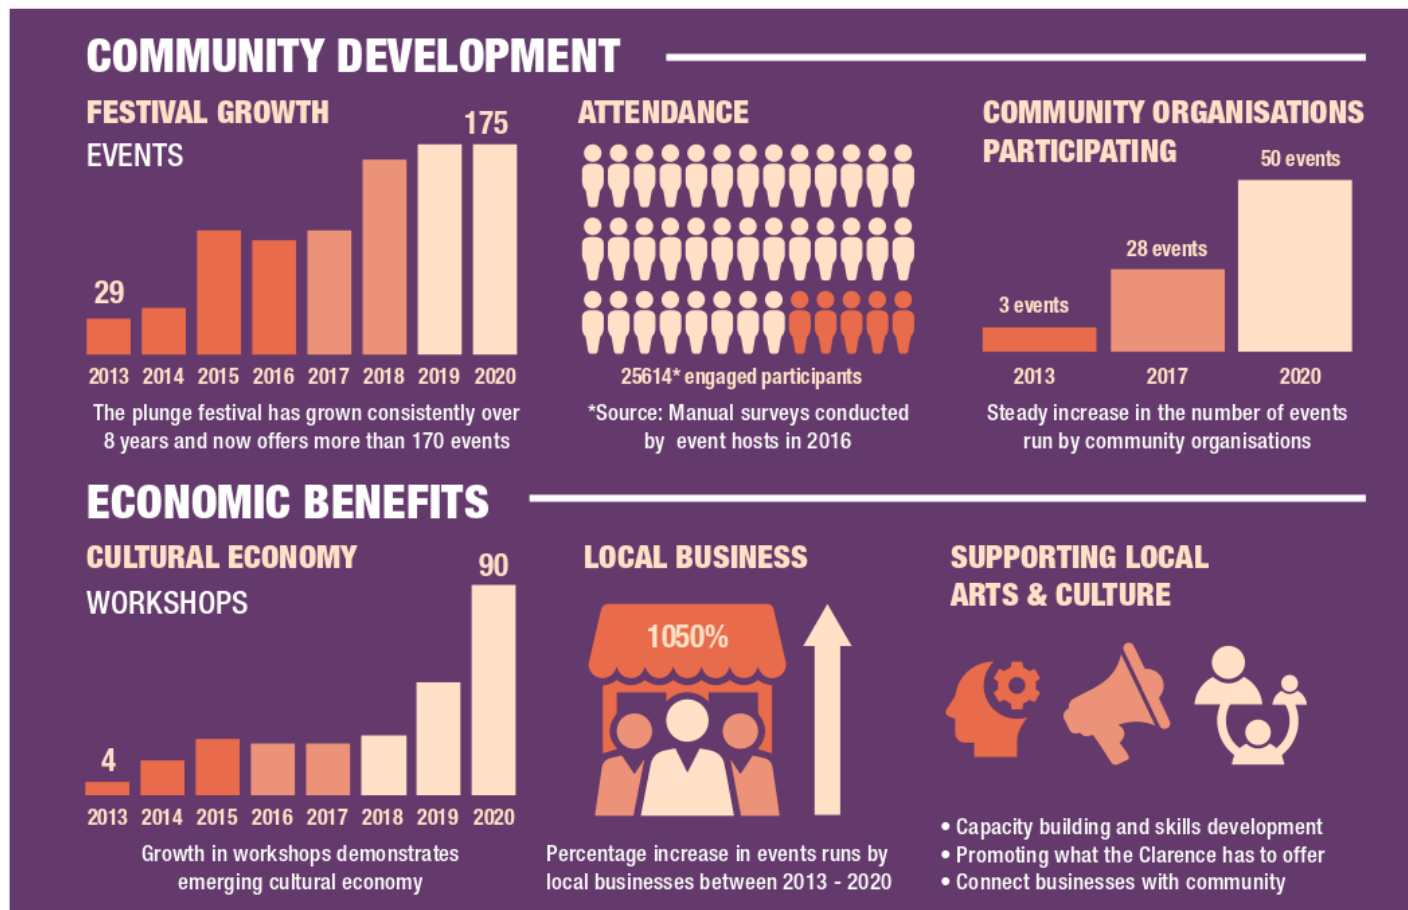 COMMUNITY DEVELOPMENT
FESTIVAL GROWTH
EVENTS
175
29
2013 2014 2015 2016 2017 2018 2019 2020
The plunge festival has grown consistently over
8 years and now offers more than 170 events
ATTENDANCE
25614* engaged participants
*Source: Manual surveys conducted
by event hosts in 2016
COMMUNITY ORGANISATIONS
PARTICIPATING
50 events
28 events
3 events
2013 2017 2020
Steady increase in the number of events
run by community organisations
ECONOMIC BENEFITS
CULTURAL ECONOMY
WORKSHOPS
90
4
2013 2014 2015 2016 2017 2018 2019 2020
Growth in workshops demonstrates
emerging cultural economy
LOCAL BUSINESS
1050%
Percentage increase in events runs by
local businesses between 2013 - 2020
SUPPORTING LOCAL
ARTS & CULTURE
• Capacity building and skills development
• Promoting what the Clarence has to offer
• Connect businesses with community